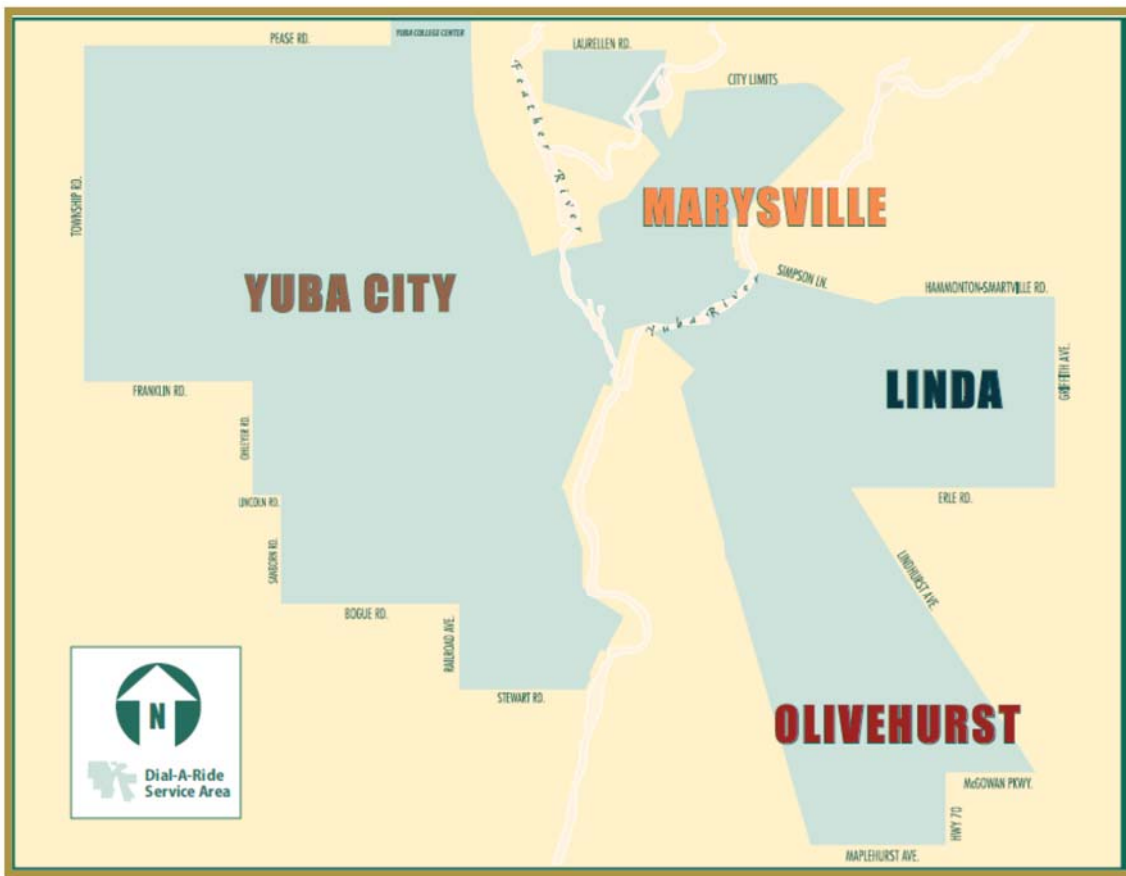 PEASE RD.
YUBA COLLEGE CENTER
LAURELLEN RD.
CITY LIMITS
Feather River
TOWNSHIP RD.
MARYSVILLE
YUBA CITY
SIMPSON LN.
HAMMONTON-SMARTVILLE RD.
Yuba River
GRIFFITH AVE.
FRANKLIN RD.
LINDA
OHLEYER RD.
LINCOLN RD.
ERLE RD.
SANBORN RD.
LINDHURST AVE.
BOGUE RD.
RAILROAD AVE.
STEWART RD.
OLIVEHURST
N
Dial-A-Ride
Service Area
McGOWAN PKWY.
HWY 70
MAPLEHURST AVE.